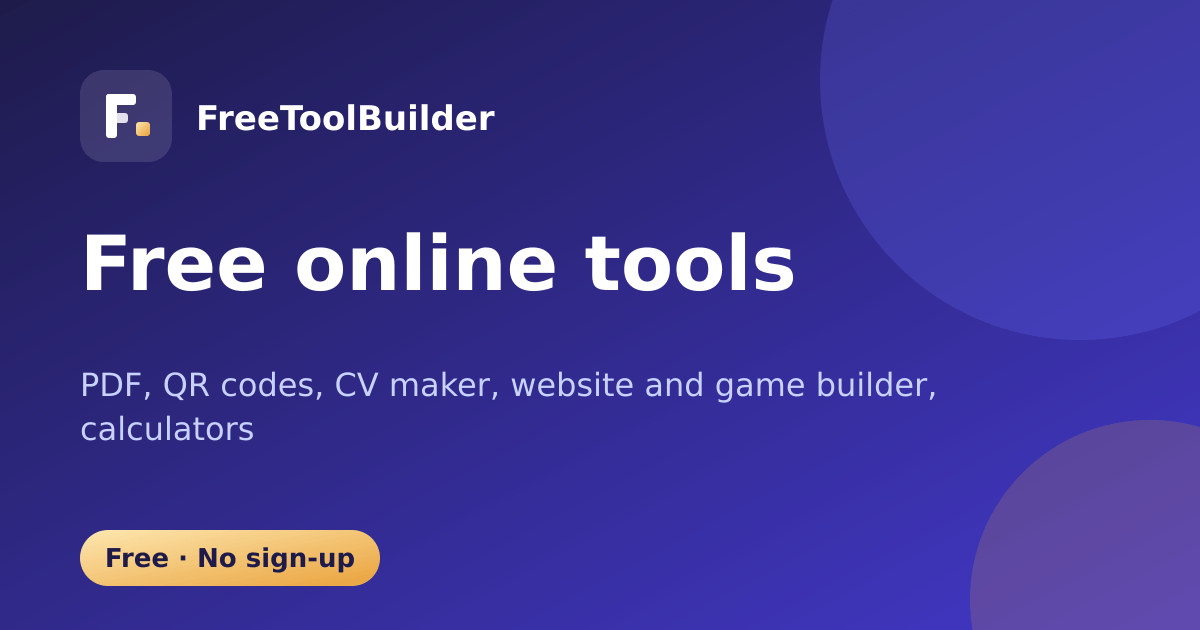 F.
FreeToolBuilder
Free online tools
PDF, QR codes, CV maker, website and game builder,
calculators
Free · No sign-up